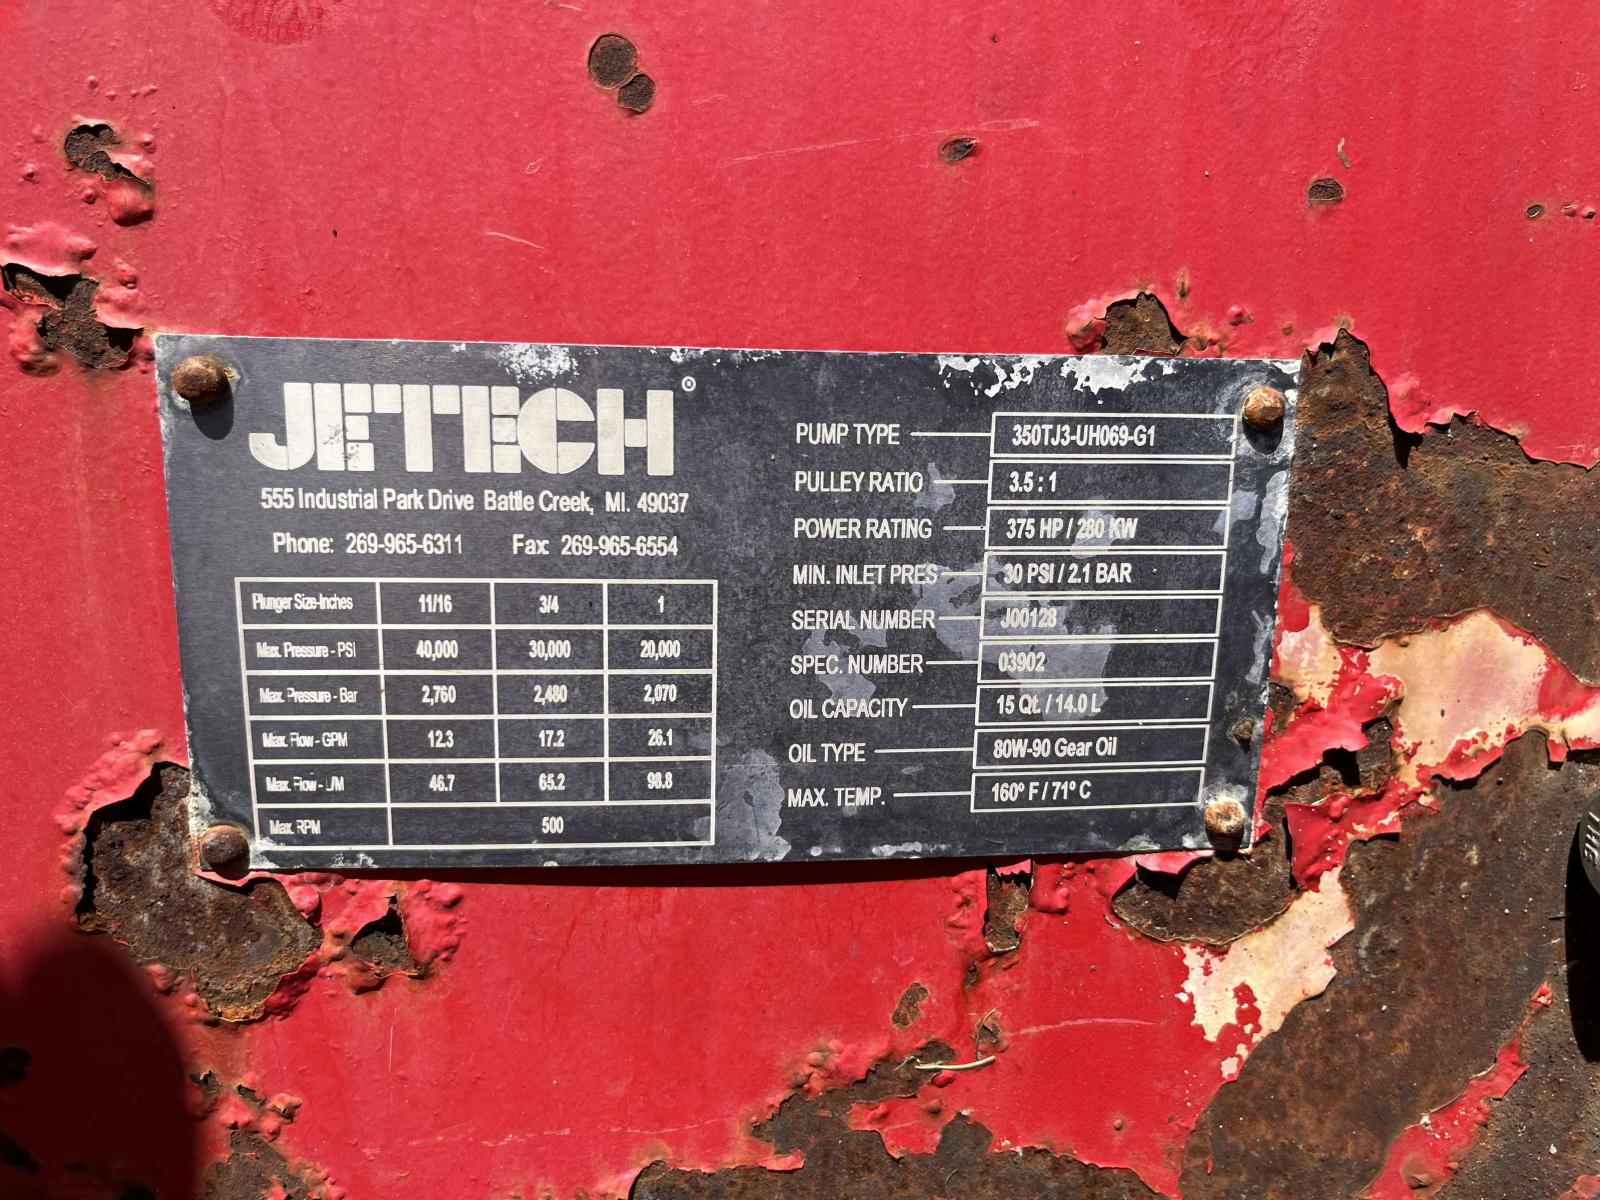 JETECH®
555 Industrial Park Drive Battle Creek, MI. 49037
Phone: 269-965-6311 Fax: 269-965-6554
Plunger Size-Inches 11/16 3/4 1
Max. Pressure - PSI 40,000 30,000 20,000
Max. Pressure - Bar 2,760 2,480 2,070
Max. Flow - GPM 12.3 17.2 26.1
Max. Flow - L/M 46.7 65.2 98.8
Max. RPM 500
PUMP TYPE 350TJ3-UH069-G1
PULLEY RATIO 3.5 : 1
POWER RATING 375 HP / 280 KW
MIN. INLET PRES 30 PSI / 2.1 BAR
SERIAL NUMBER J00128
SPEC. NUMBER 03902
OIL CAPACITY 15 Qt. / 14.0 L
OIL TYPE 80W-90 Gear Oil
MAX. TEMP. 160° F / 71° C